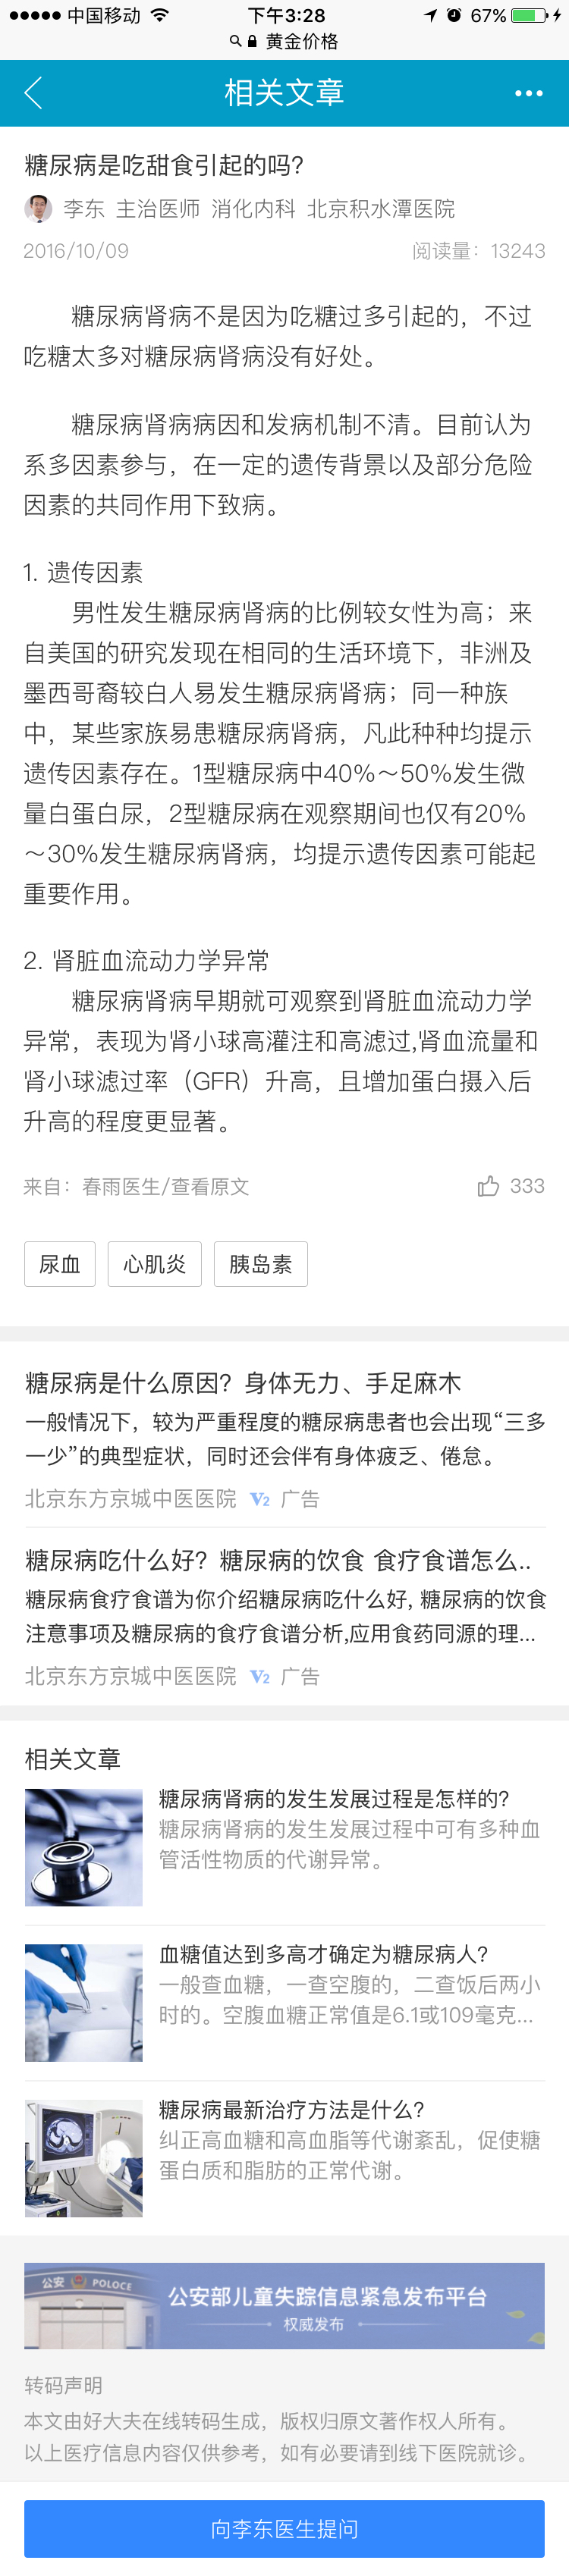 中国移动 下午3:28 67%
黄金价格
相关文章
糖尿病是吃甜食引起的吗?
李东 主治医师 消化内科 北京积水潭医院
2016/10/09 阅读量：13243
糖尿病肾病不是因为吃糖过多引起的，不过
吃糖太多对糖尿病肾病没有好处。
糖尿病肾病病因和发病机制不清。目前认为
系多因素参与，在一定的遗传背景以及部分危险
因素的共同作用下致病。
1. 遗传因素
男性发生糖尿病肾病的比例较女性为高；来
自美国的研究发现在相同的生活环境下，非洲及
墨西哥裔较白人易发生糖尿病肾病；同一种族
中，某些家族易患糖尿病肾病，凡此种种均提示
遗传因素存在。1型糖尿病中40%～50%发生微
量白蛋白尿，2型糖尿病在观察期间也仅有20%
～30%发生糖尿病肾病，均提示遗传因素可能起
重要作用。
2. 肾脏血流动力学异常
糖尿病肾病早期就可观察到肾脏血流动力学
异常，表现为肾小球高灌注和高滤过,肾血流量和
肾小球滤过率（GFR）升高，且增加蛋白摄入后
升高的程度更显著。
来自：春雨医生/查看原文 333
尿血 心肌炎 胰岛素
糖尿病是什么原因？身体无力、手足麻木
一般情况下，较为严重程度的糖尿病患者也会出现“三多
一少”的典型症状，同时还会伴有身体疲乏、倦怠。
北京东方京城中医医院 V2 广告
糖尿病吃什么好？糖尿病的饮食 食疗食谱怎么..
糖尿病食疗食谱为你介绍糖尿病吃什么好, 糖尿病的饮食
注意事项及糖尿病的食疗食谱分析,应用食药同源的理...
北京东方京城中医医院 V2 广告
相关文章
糖尿病肾病的发生发展过程是怎样的?
糖尿病肾病的发生发展过程中可有多种血
管活性物质的代谢异常。
血糖值达到多高才确定为糖尿病人?
一般查血糖，一查空腹的，二查饭后两小
时的。空腹血糖正常值是6.1或109毫克...
糖尿病最新治疗方法是什么?
纠正高血糖和高血脂等代谢紊乱，促使糖
蛋白质和脂肪的正常代谢。
公安 POLOCE
公安部儿童失踪信息紧急发布平台
权威发布
转码声明
本文由好大夫在线转码生成，版权归原文著作权人所有。
以上医疗信息内容仅供参考，如有必要请到线下医院就诊。
向李东医生提问